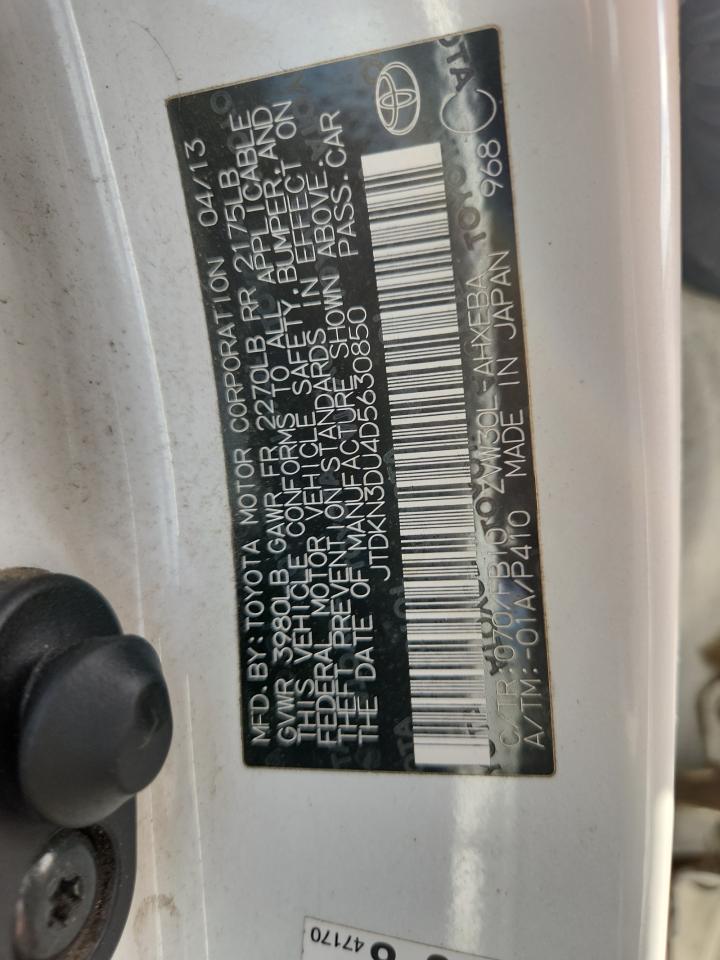 MFD. BY: TOYOTA MOTOR CORPORATION 04/13
GVWR 3980LB GAWR FR 2270LB RR 2175LB
THIS VEHICLE CONFORMS TO ALL APPLICABLE
FEDERAL MOTOR VEHICLE SAFETY, BUMPER, AND
THEFT PREVENTION STANDARDS IN EFFECT ON
THE DATE OF MANUFACTURE SHOWN ABOVE.
JTDKN3DU4D5630850 PASS. CAR
C/TR: 070/FB10 ZVW30L-AHXEBA 968
A/TM: -01A/P410 MADE IN JAPAN
47170